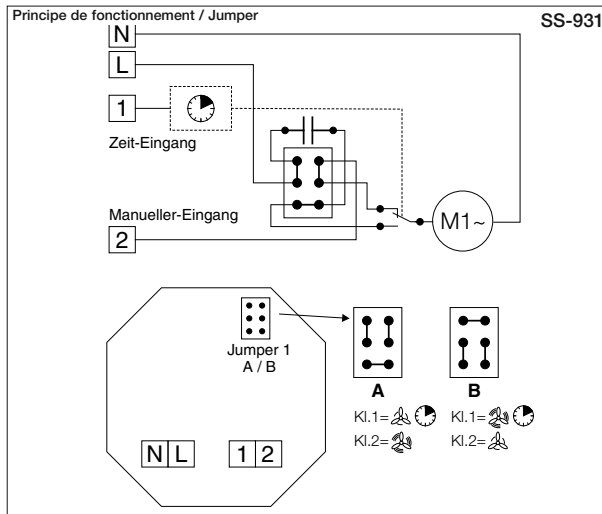 Principe de fonctionnement / Jumper
SS-931
N
L
1
Zeit-Eingang
Manueller-Eingang
2
M1~
Jumper 1
A / B
N L 1 2
A B
Kl.1= Kl.1=
Kl.2= Kl.2=